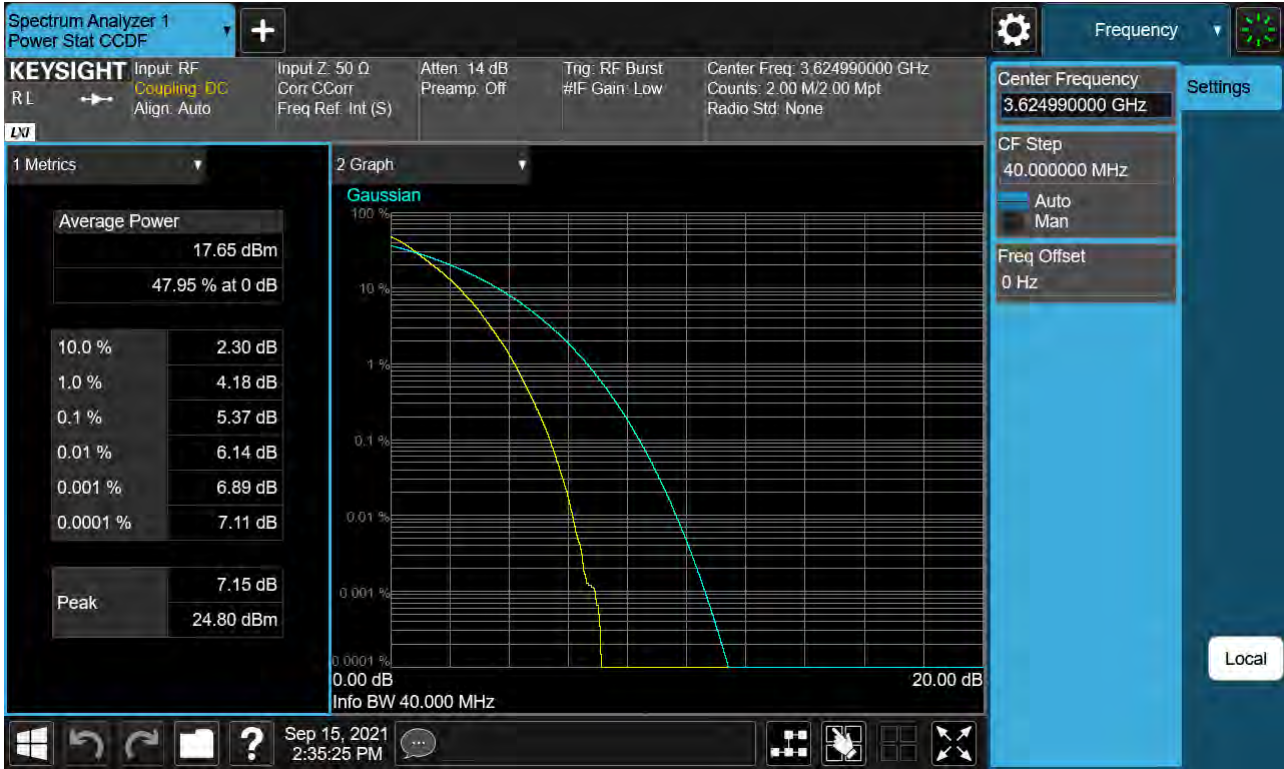 Spectrum Analyzer 1
Power Stat CCDF
+
Frequency
KEYSIGHT
R L
LXI
Input: RF
Coupling: DC
Align: Auto
Input Z: 50 Ω
Corr CCorr
Freq Ref: Int (S)
Atten: 14 dB
Preamp: Off
Trig: RF Burst
#IF Gain: Low
Center Freq: 3.624990000 GHz
Counts: 2.00 M/2.00 Mpt
Radio Std: None
1 Metrics
Average Power
17.65 dBm
47.95 % at 0 dB
10.0 % 2.30 dB
1.0 % 4.18 dB
0.1 % 5.37 dB
0.01 % 6.14 dB
0.001 % 6.89 dB
0.0001 % 7.11 dB
Peak
7.15 dB
24.80 dBm
2 Graph
Gaussian
100 %
10 %
1 %
0.1 %
0.01 %
0.001 %
0.0001 %
0.00 dB 20.00 dB
Info BW 40.000 MHz
Center Frequency
3.624990000 GHz
Settings
CF Step
40.000000 MHz
Auto
Man
Freq Offset
0 Hz
Local
?
Sep 15, 2021
2:35:25 PM